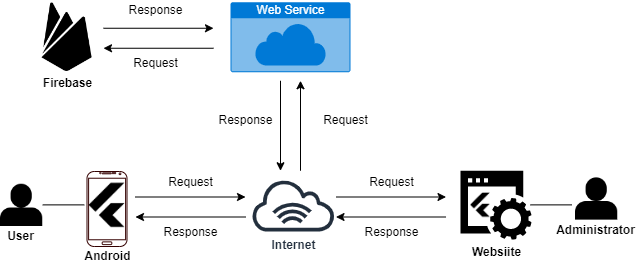 Response
Web Service
Request
Firebase
Response
Request
Request
Request
Response
Response
User
Android
Internet
Websiite
Administrator